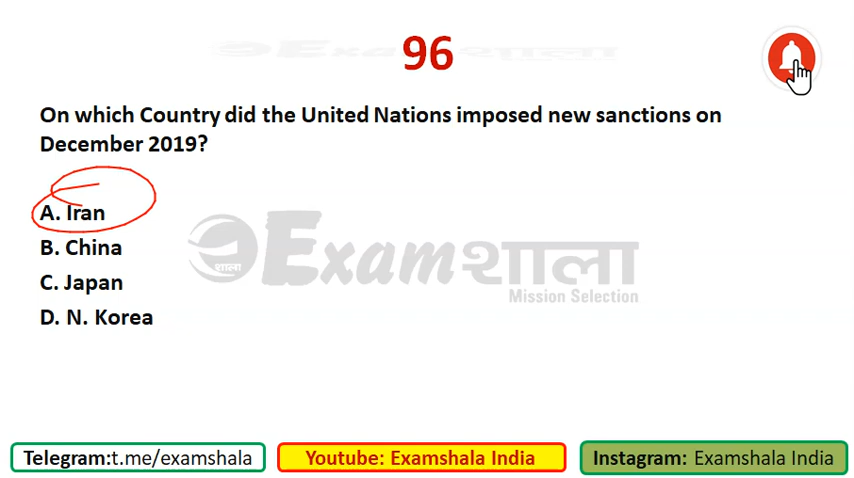 96
On which Country did the United Nations imposed new sanctions on
December 2019?
A. Iran
B. China
C. Japan
D. N. Korea
शाला Examशाला
Mission Selection
Telegram:t.me/examshala
Youtube: Examshala India
Instagram: Examshala India